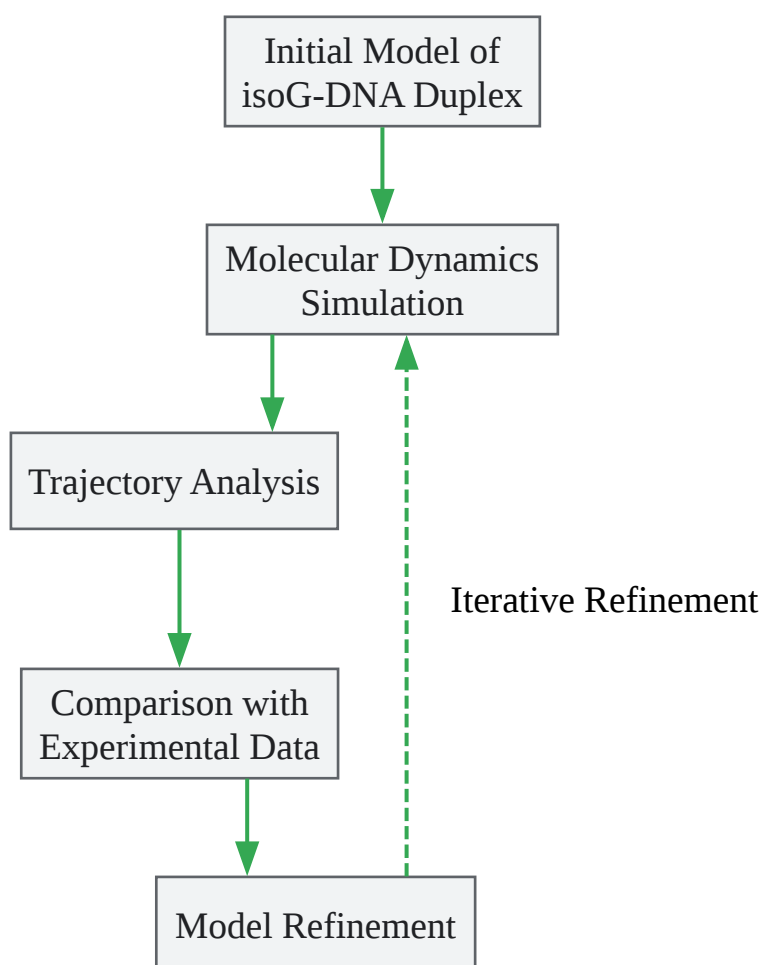 Initial Model of
isoG-DNA Duplex
Molecular Dynamics
Simulation
Trajectory Analysis
Iterative Refinement
Comparison with
Experimental Data
Model Refinement